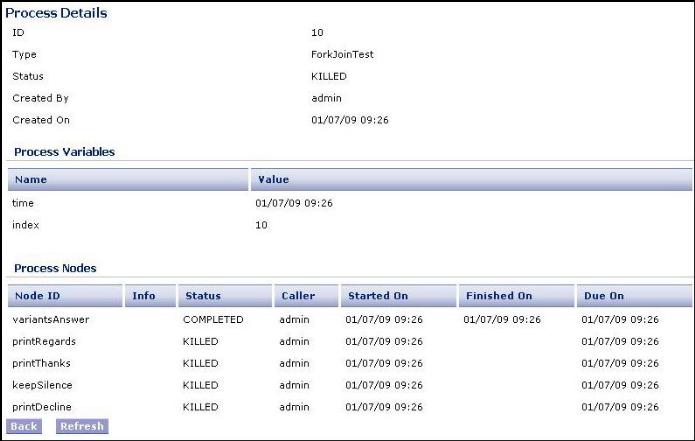 Process Details
ID 10
Type ForkJoinTest
Status KILLED
Created By admin
Created On 01/07/09 09:26
Process Variables
Name Value
time 01/07/09 09:26
index 10
Process Nodes
Node ID Info Status Caller Started On Finished On Due On
variantsAnswer COMPLETED admin 01/07/09 09:26 01/07/09 09:26 01/07/09 09:26
printRegards KILLED admin 01/07/09 09:26 01/07/09 09:26
printThanks KILLED admin 01/07/09 09:26 01/07/09 09:26
keepSilence KILLED admin 01/07/09 09:26 01/07/09 09:26
printDecline KILLED admin 01/07/09 09:26 01/07/09 09:26
Back Refresh